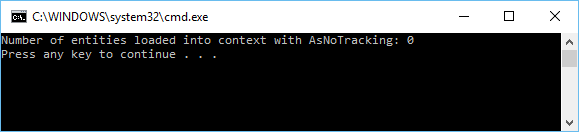 C:\WINDOWS\system32\cmd.exe
Number of entities loaded into context with AsNoTracking: 0
Press any key to continue . . .